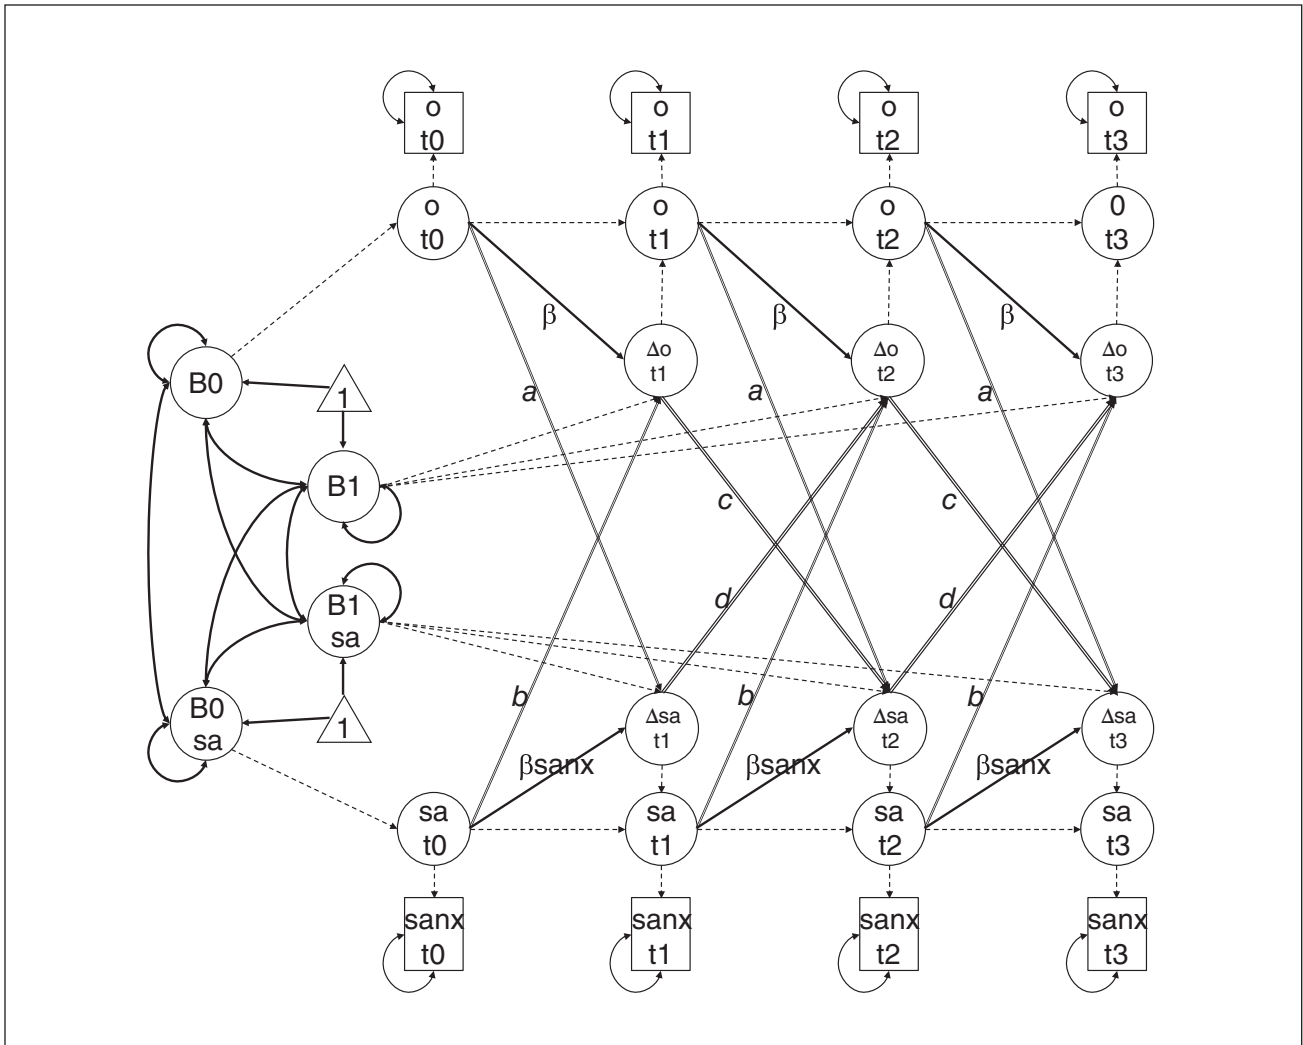 o
t0
o
t1
o
t2
o
t3
o
t0
o
t1
o
t2
0
t3
β
β
β
Δo
t1
Δo
t2
Δo
t3
B0
1
a
a
a
B1
c
c
B1
sa
d
d
b
b
b
B0
sa
1
Δsa
t1
Δsa
t2
Δsa
t3
βsanx
βsanx
βsanx
sa
t0
sa
t1
sa
t2
sa
t3
sanx
t0
sanx
t1
sanx
t2
sanx
t3